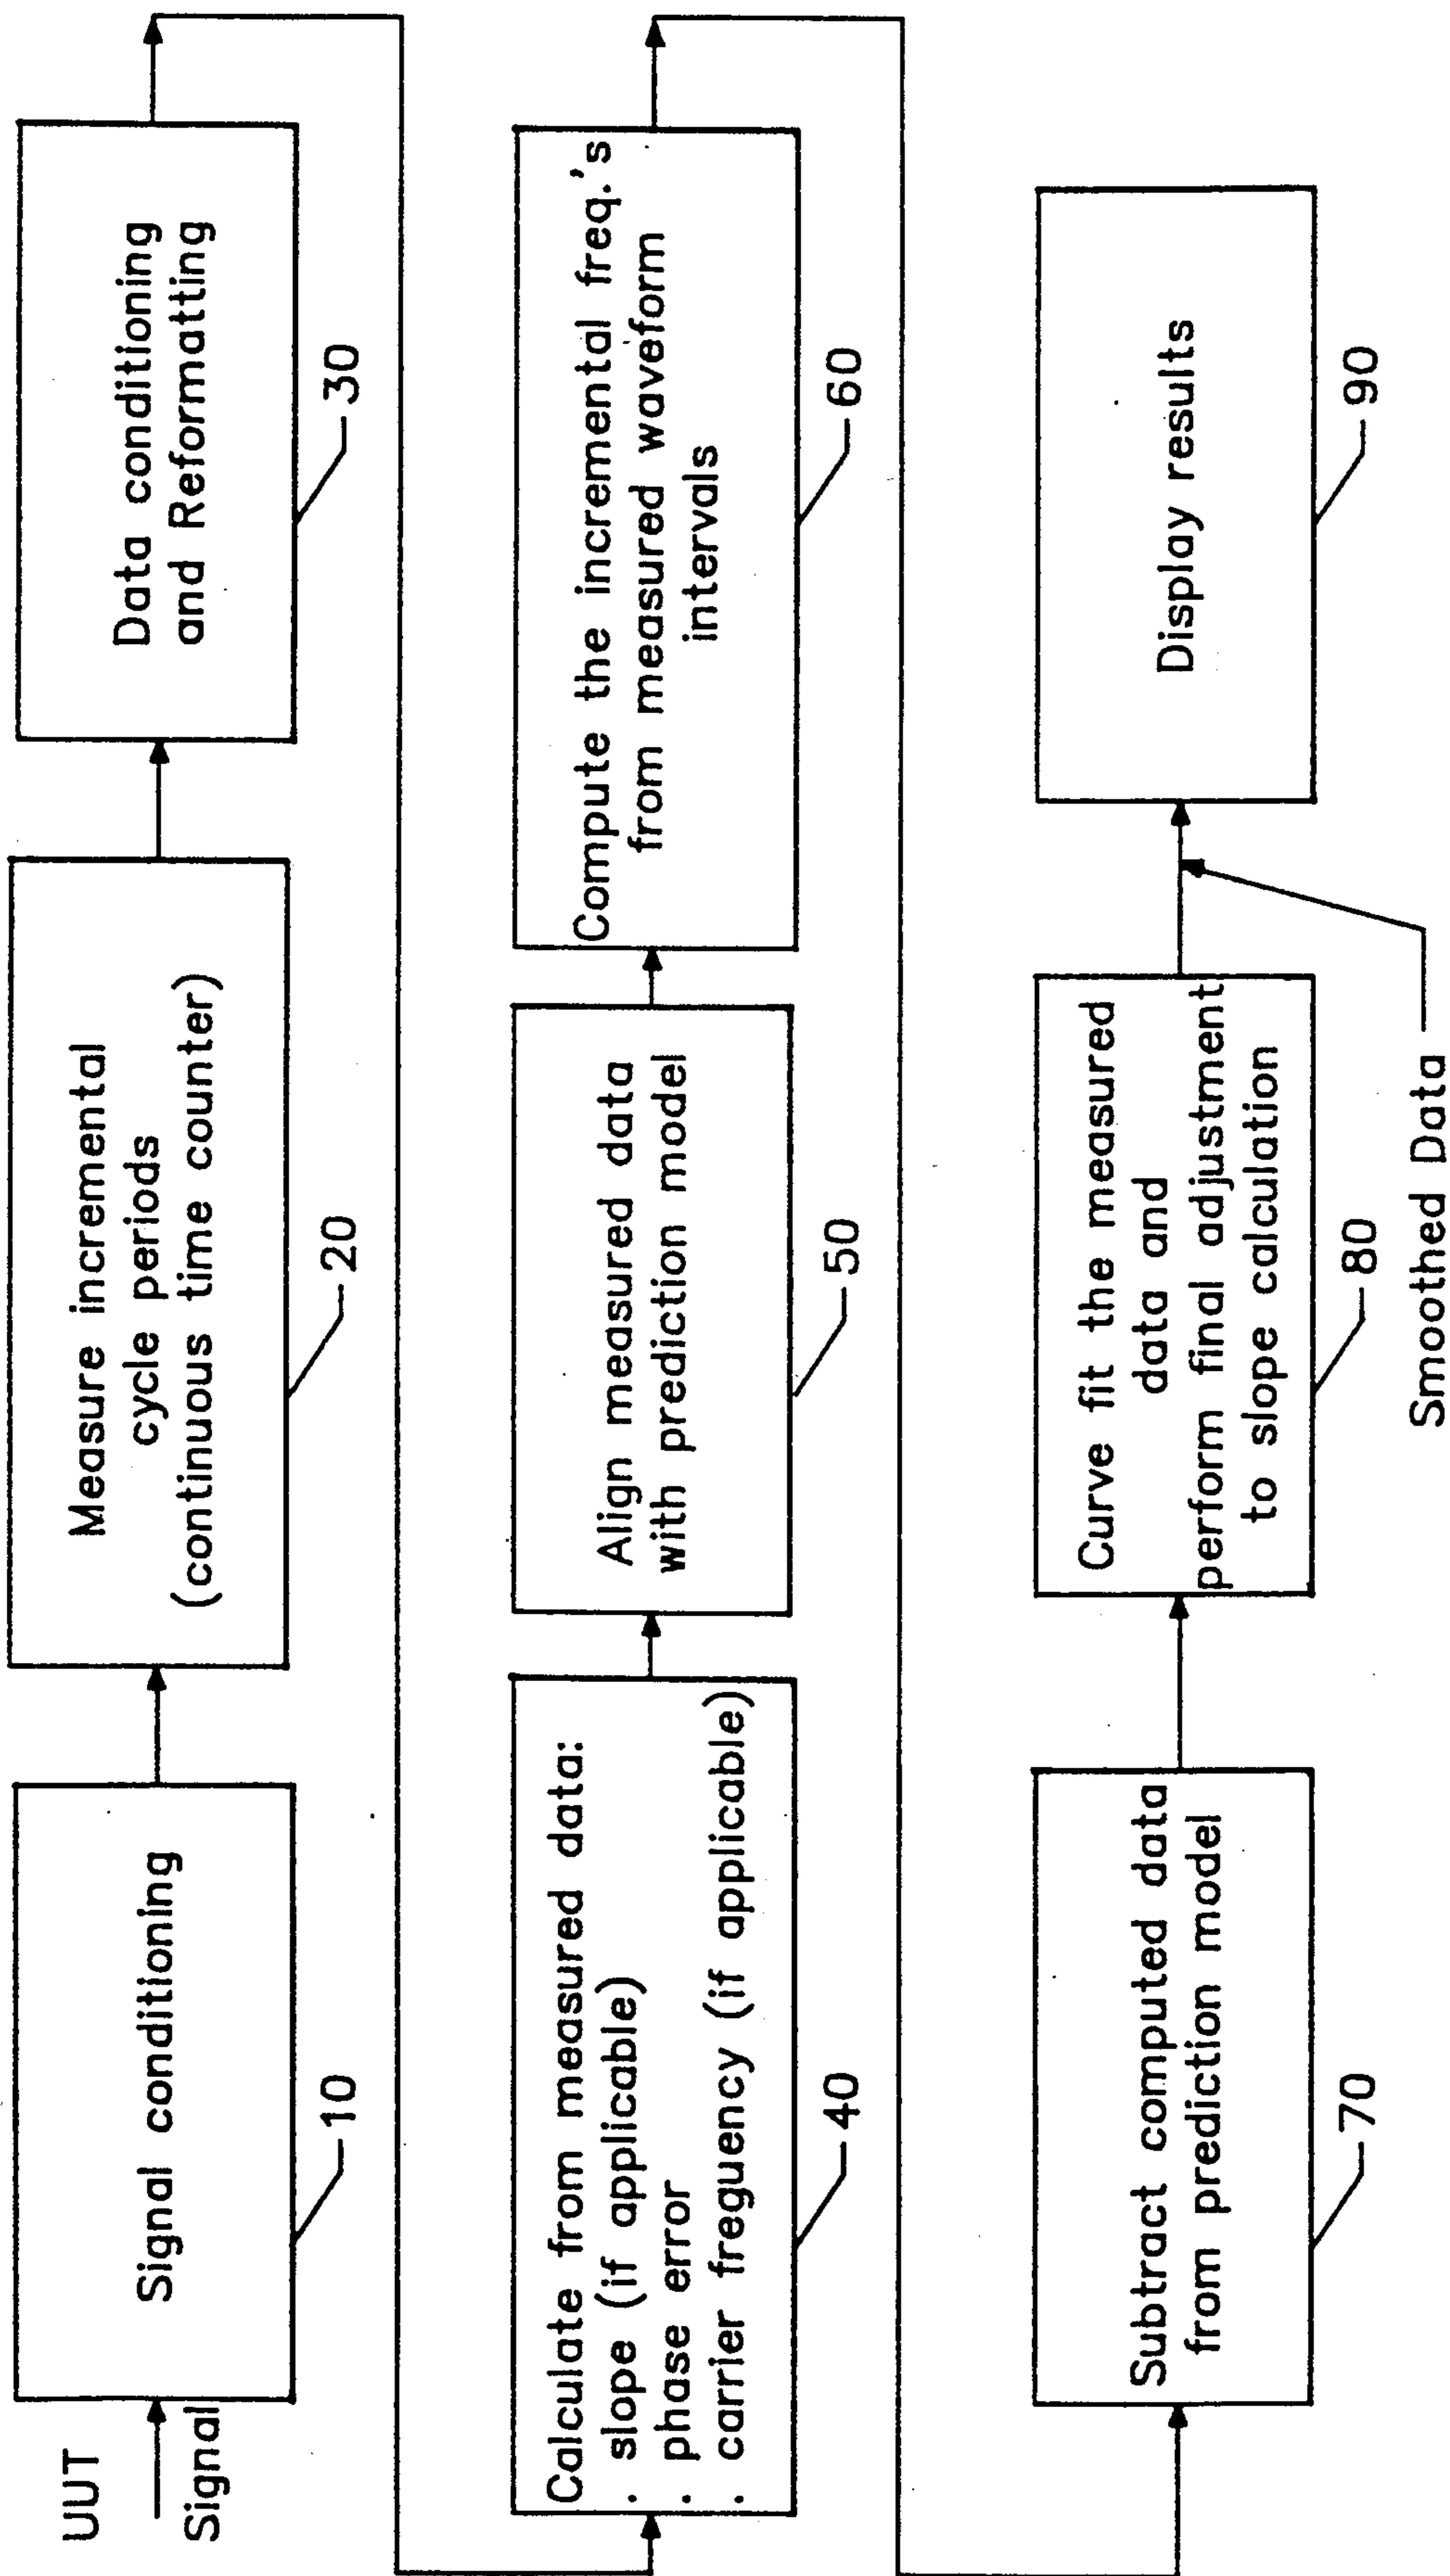 UUT
Signal
Signal conditioning
10
Measure incremental
cycle periods
(continuous time counter)
20
Data conditioning
and Reformatting
30
Calculate from measured data:
. slope (if applicable)
. phase error
. carrier frequency (if applicable)
40
Align measured data
with prediction model
50
Compute the incremental freq.'s
from measured waveform
intervals
60
Subtract computed data
from prediction model
70
Curve fit the measured
data and
perform final adjustment
to slope calculation
80
Smoothed Data
Display results
90